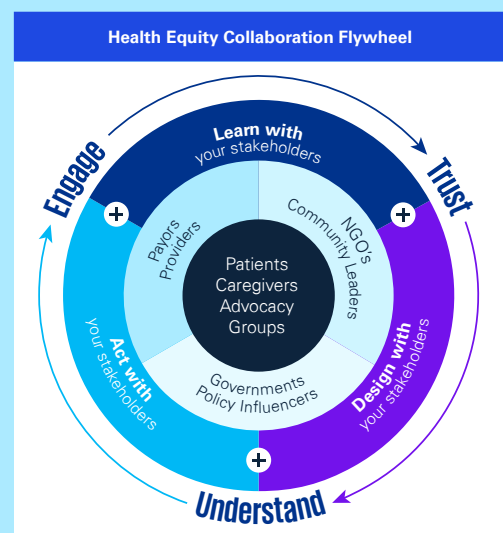 Health Equity Collaboration Flywheel
Engage
Trust
Understand
Learn with
your stakeholders
Design with
your stakeholders
Act with
your stakeholders
Payors
Providers
NGO's
Community Leaders
Governments
Policy Influencers
Patients
Caregivers
Advocacy
Groups